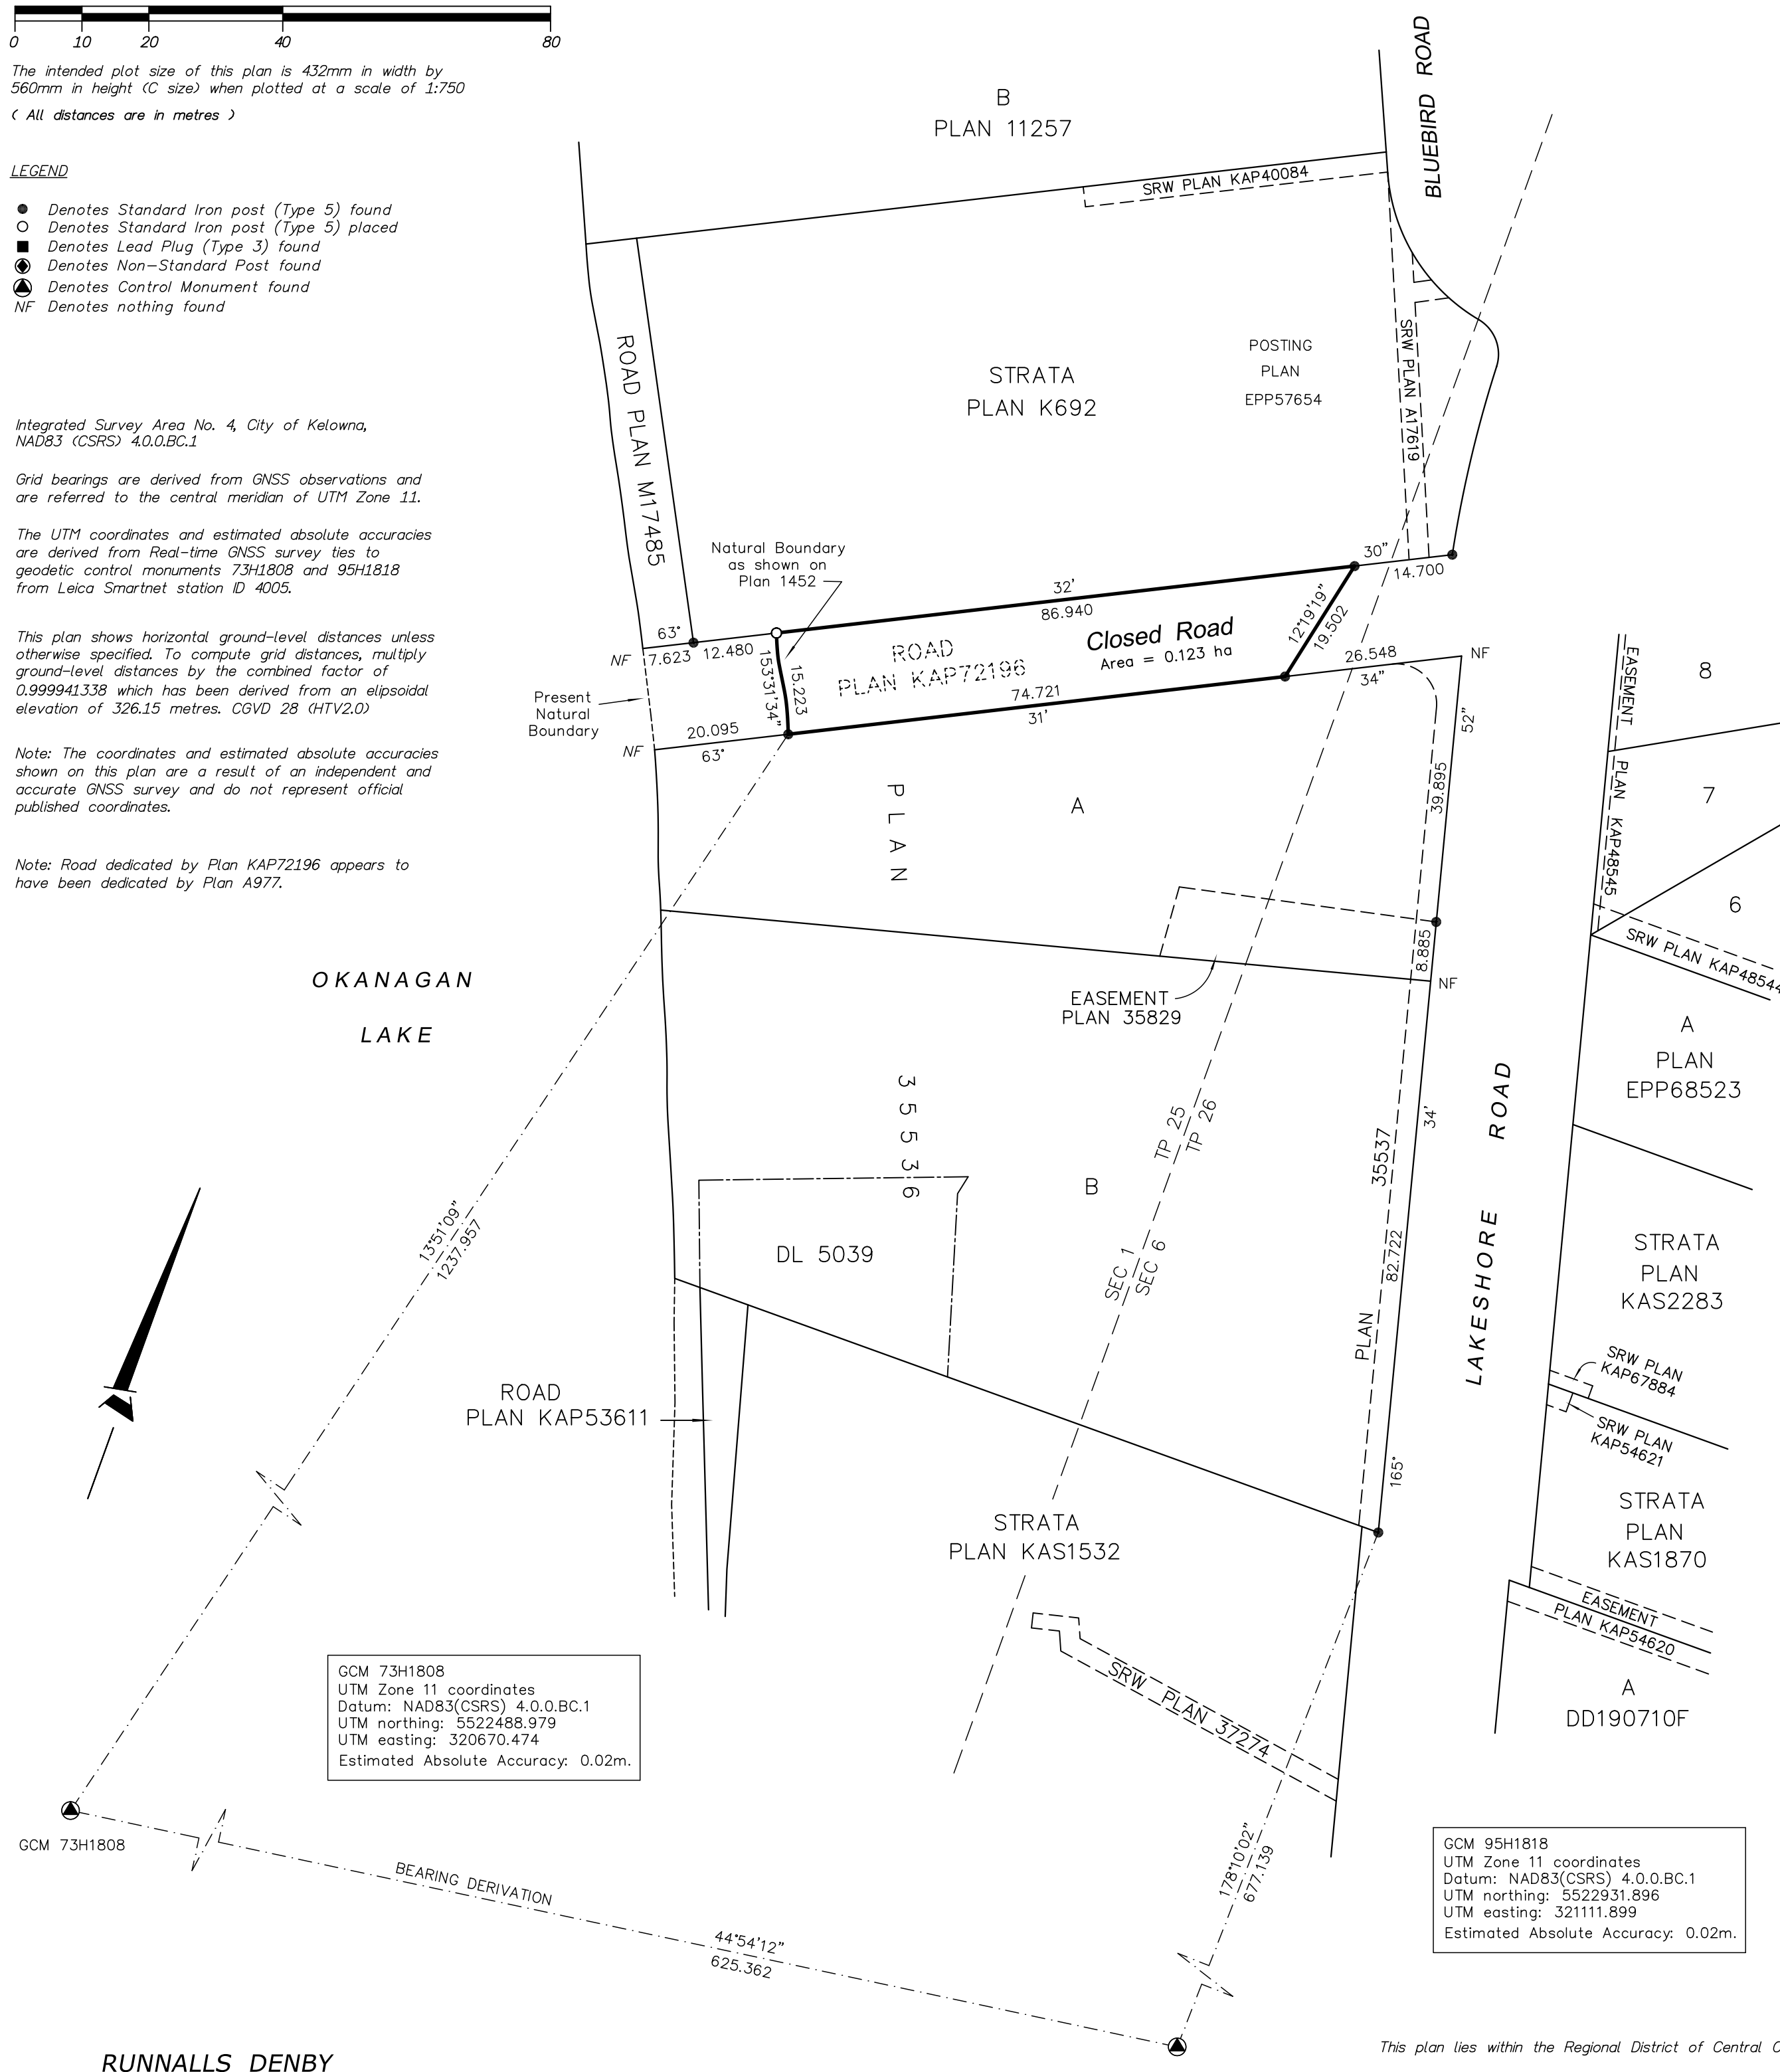 0 10 20 40 80
The intended plot size of this plan is 432mm in width by
560mm in height (C size) when plotted at a scale of 1:750
( All distances are in metres )
LEGEND
Denotes Standard Iron post (Type 5) found
Denotes Standard Iron post (Type 5) placed
Denotes Lead Plug (Type 3) found
Denotes Non-Standard Post found
Denotes Control Monument found
NF Denotes nothing found
Integrated Survey Area No. 4, City of Kelowna,
NAD83 (CSRS) 4.0.0.BC.1
Grid bearings are derived from GNSS observations and
are referred to the central meridian of UTM Zone 11.
The UTM coordinates and estimated absolute accuracies
are derived from Real-time GNSS survey ties to
geodetic control monuments 73H1808 and 95H1818
from Leica Smartnet station ID 4005.
This plan shows horizontal ground-level distances unless
otherwise specified. To compute grid distances, multiply
ground-level distances by the combined factor of
0.999941338 which has been derived from an elipsoidal
elevation of 326.15 metres. CGVD 28 (HTV2.0)
Note: The coordinates and estimated absolute accuracies
shown on this plan are a result of an independent and
accurate GNSS survey and do not represent official
published coordinates.
Note: Road dedicated by Plan KAP72196 appears to
have been dedicated by Plan A977.
B
PLAN 11257
BLUEBIRD ROAD
SRW PLAN KAP40084
ROAD PLAN M17485
STRATA
PLAN K692
POSTING
PLAN
EPP57654
SRW PLAN A17619
Natural Boundary
as shown on
Plan 1452
30"
14.700
32'
86.940
12°19'19"
19.502
63°
NF
7.623
12.480
153°31'34"
15.223
ROAD
PLAN KAP72196
Closed Road
Area = 0.123 ha
26.548
34"
NF
74.721
31'
Present
Natural
Boundary
20.095
NF
63°
52"
39.895
EASEMENT PLAN KAP48545
8
7
6
SRW PLAN KAP48544
PLAN
A
8.885
NF
EASEMENT
PLAN 35829
OKANAGAN
LAKE
A
PLAN
EPP68523
35536
TP 25
TP 26
34'
LAKESHORE ROAD
B
35537
13°51'09"
1237.957
DL 5039
SEC 1
SEC 6
82.722
PLAN
STRATA
PLAN
KAS2283
SRW PLAN
KAP67884
ROAD
PLAN KAP53611
SRW PLAN
KAP54621
165°
STRATA
PLAN KAS1532
STRATA
PLAN
KAS1870
EASEMENT
PLAN KAP54620
SRW PLAN 37274
A
DD190710F
GCM 73H1808
UTM Zone 11 coordinates
Datum: NAD83(CSRS) 4.0.0.BC.1
UTM northing: 5522488.979
UTM easting: 320670.474
Estimated Absolute Accuracy: 0.02m.
GCM 73H1808
BEARING DERIVATION
44°54'12"
625.362
178°10'02"
677.139
GCM 95H1818
UTM Zone 11 coordinates
Datum: NAD83(CSRS) 4.0.0.BC.1
UTM northing: 5522931.896
UTM easting: 321111.899
Estimated Absolute Accuracy: 0.02m.
This plan lies within the Regional District of Central
RUNNALLS DENBY